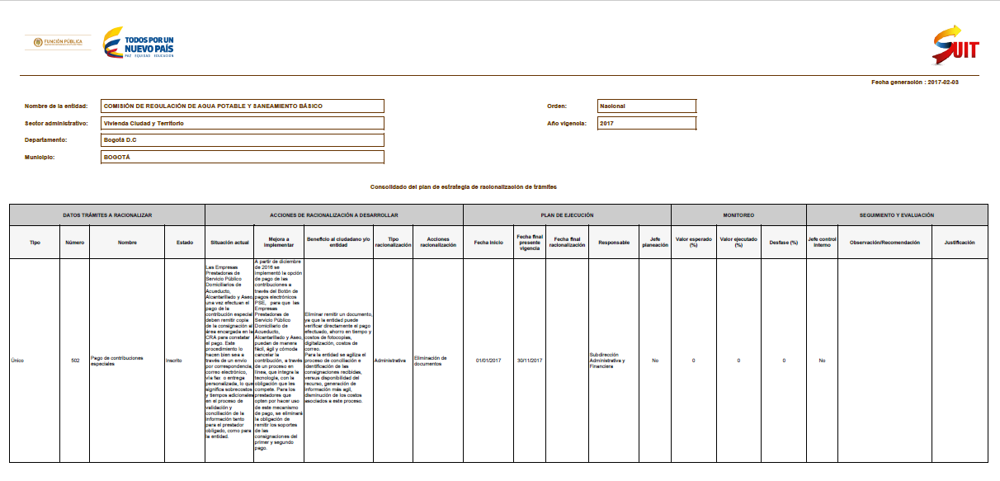 FUNCIÓN PÚBLICA
TODOS POR UN
NUEVO PAÍS
PAZ EQUIDAD EDUCACIÓN
SUIT
Fecha generación : 2017-02-03
Nombre de la entidad: COMISIÓN DE REGULACIÓN DE AGUA POTABLE Y SANEAMIENTO BÁSICO
Orden: Nacional
Sector administrativo: Vivienda Ciudad y Territorio
Año vigencia: 2017
Departamento: Bogotá D.C
Municipio: BOGOTÁ
Consolidado del plan de estrategia de racionalización de trámites
DATOS TRÁMITES A RACIONALIZAR
ACCIONES DE RACIONALIZACIÓN A DESARROLLAR
PLAN DE EJECUCIÓN
MONITOREO
SEGUIMIENTO Y EVALUACIÓN
Tipo
Número
Nombre
Estado
Situación actual
Mejora a
implementar
Beneficio al ciudadano y/o
entidad
Tipo
racionalización
Acciones
racionalización
Fecha inicio
Fecha final
presente
vigencia
Fecha final
racionalización
Responsable
Jefe
planeación
Valor esperado
(%)
Valor ejecutado
(%)
Desfase (%)
Jefe control
interno
Observación/Recomendación
Justificación
Único
502
Pago de contribuciones
especiales
Inscrito
Las Empresas
Prestadoras de
Servicio Público
Domiciliarios de
Acueducto,
Alcantarillado y Aseo,
una vez efectuan el
pago de la
contribución especial
deben remitir copia
de la consignación al
área encargada en la
CRA para constatar
el pago. Este
procedimiento lo
hacen bien sea a
través de un envío
por correspondencia,
correo electrónico,
vía fax o entrega
personalizada, lo que
significa sobrecostos
y tiempos adicionales
en el proceso de
validación y
conciliación de la
información tanto
para el prestador
obligado, como para
la entidad.
A partir de diciembre
de 2016 se
implementó la opción
de pago de las
contribuciones a
través del Botón de
pagos electrónicos
PSE, para que las
Empresas
Prestadoras de
Servicio Público
Domiciliario de
Acueducto,
Alcantarillado y Aseo,
puedan de manera
fácil, ágil y cómoda
cancelar la
contribución, a través
de un proceso en
línea, que integra la
tecnología, con la
obligación que les
compete. Para los
prestadores que
opten por hacer uso
de este mecanismo
de pago, se eliminará
la obligación de
remitir los soportes
de las
consignaciones del
primer y segundo
pago.
Eliminar remitir un documento,
ya que la entidad puede
verificar directamente el pago
efectuado, ahorro en tiempo y
costos de fotocopias,
digitalización, costos de
correo.
Para la entidad se agiliza el
proceso de conciliación e
identificación de las
consignaciones recibidas,
versus disponibilidad del
recurso, generación de
información más agil,
disminución de los costos
asociados a este proceso.
Administrativa
Eliminación de
documentos
01/01/2017
30/11/2017
Subdirección
Administrativa y
Financiera
No
0
0
0
No